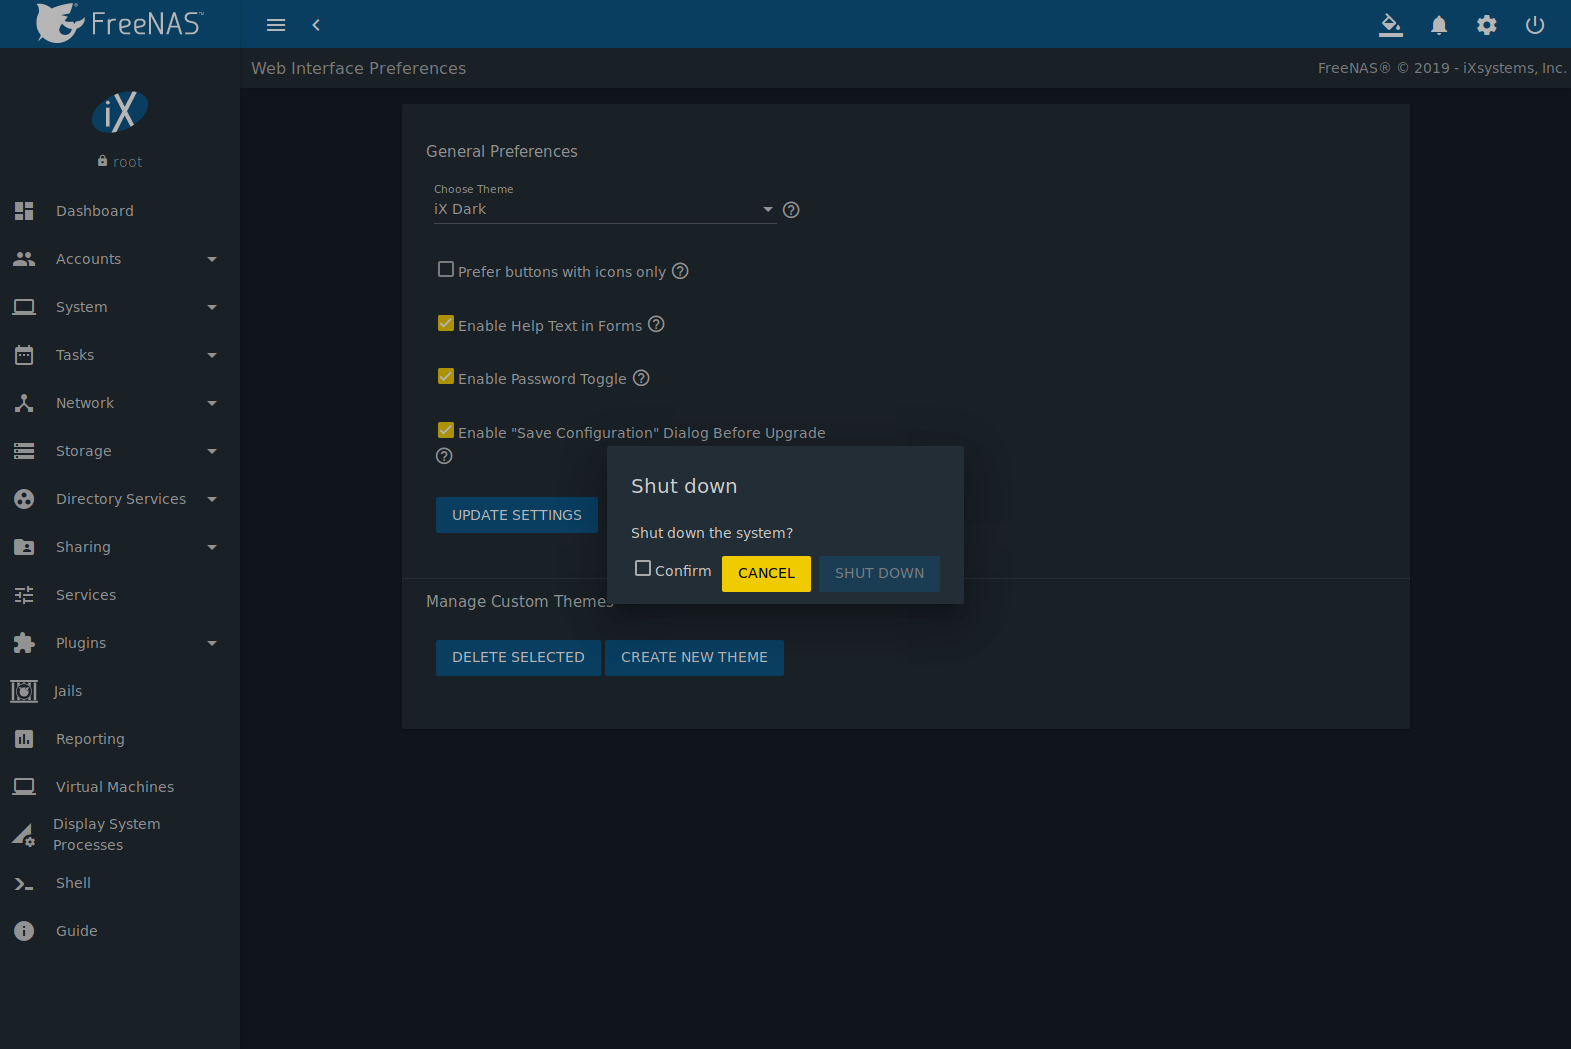 FreeNAS™
Web Interface Preferences
FreeNAS® © 2019 - iXsystems, Inc.
iX
root
Dashboard
Accounts
System
Tasks
Network
Storage
Directory Services
Sharing
Services
Plugins
Jails
Reporting
Virtual Machines
Display System
Processes
Shell
Guide
General Preferences
Choose Theme
iX Dark
Prefer buttons with icons only
Enable Help Text in Forms
Enable Password Toggle
Enable "Save Configuration" Dialog Before Upgrade
UPDATE SETTINGS
Manage Custom Themes
DELETE SELECTED
CREATE NEW THEME
Shut down
Shut down the system?
Confirm
CANCEL
SHUT DOWN